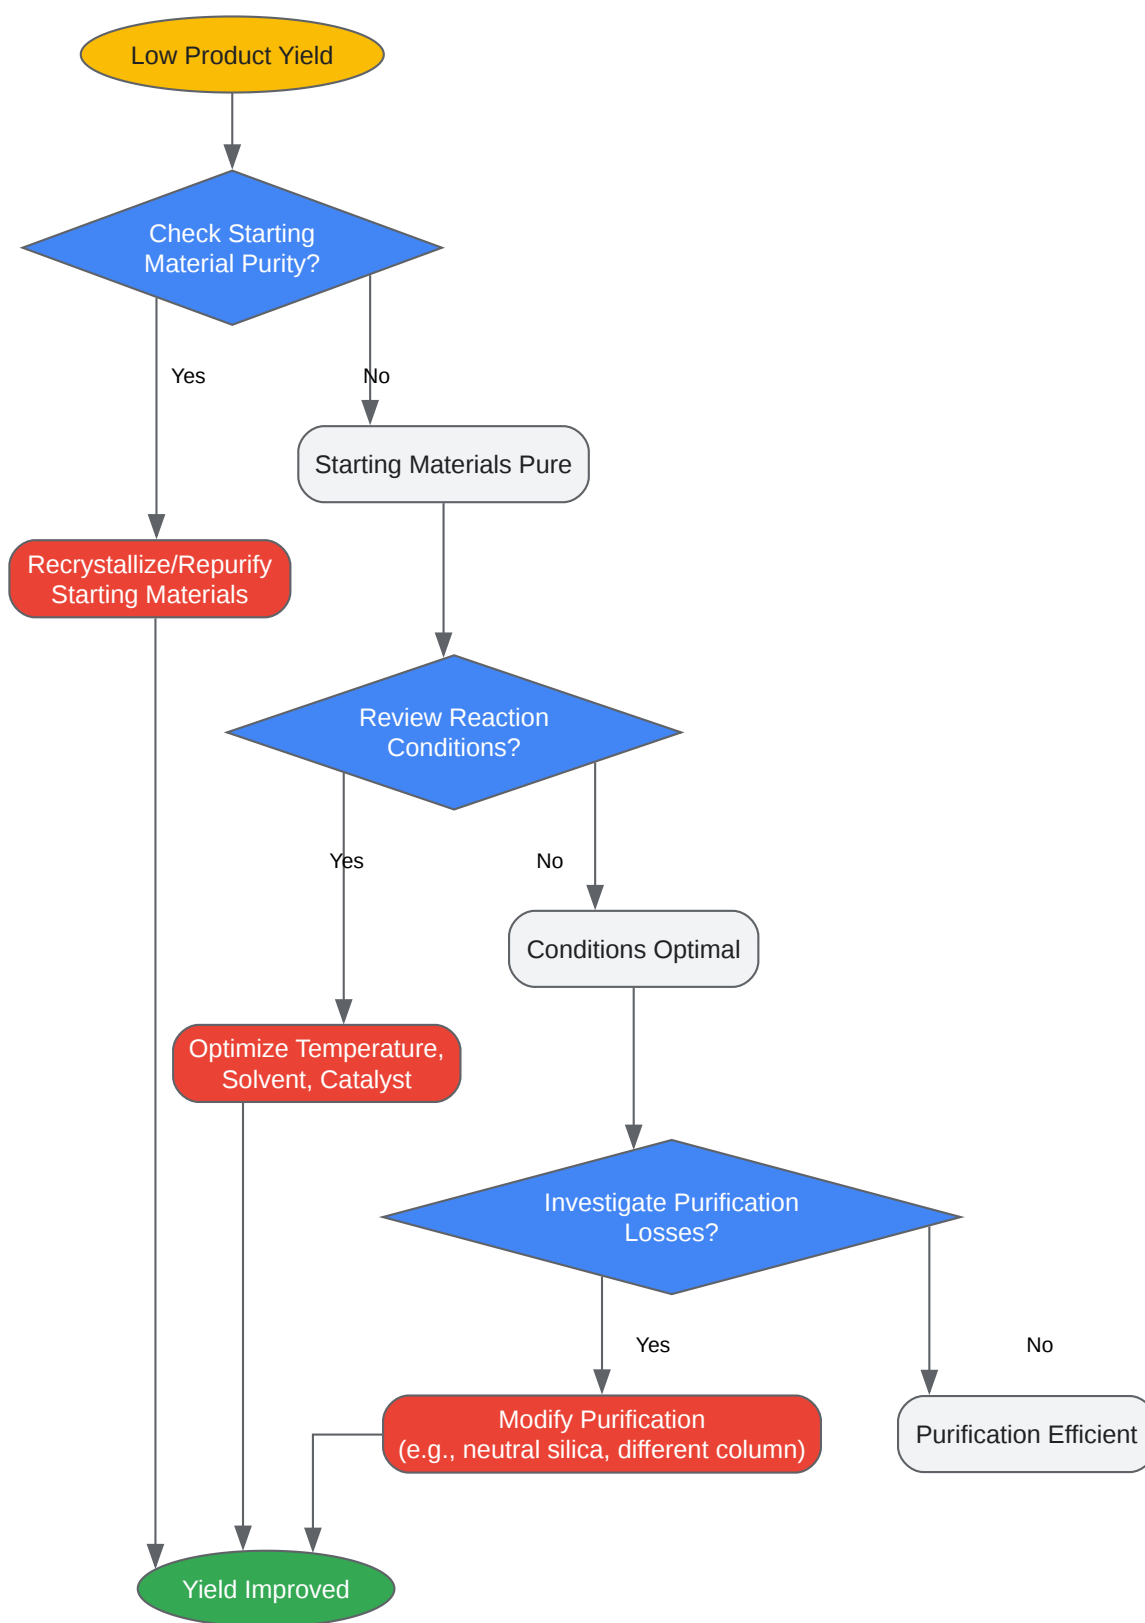 Low Product Yield
Check Starting
Material Purity?
Yes
No
Starting Materials Pure
Recrystallize/Repurify
Starting Materials
Review Reaction
Conditions?
Yes
No
Conditions Optimal
Optimize Temperature,
Solvent, Catalyst
Investigate Purification
Losses?
Yes
No
Modify Purification
(e.g., neutral silica, different column)
Purification Efficient
Yield Improved